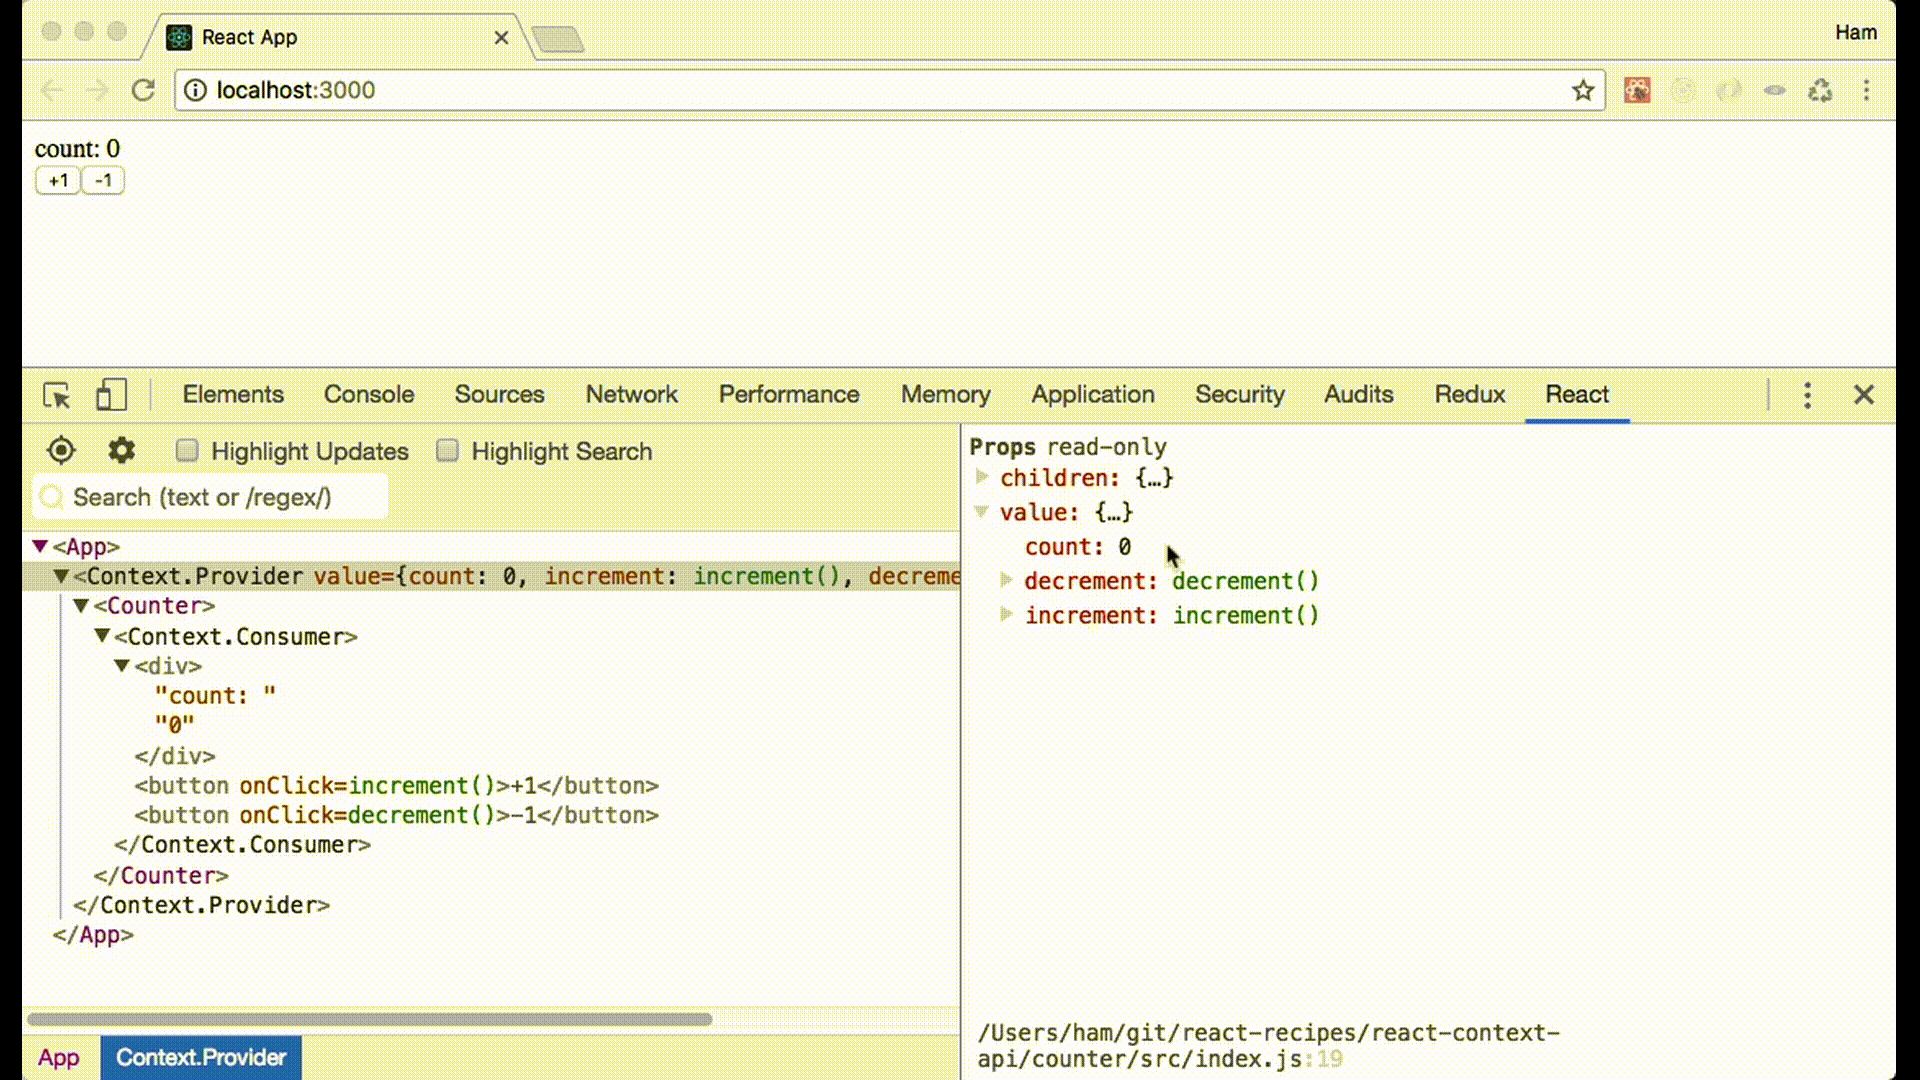 React App
Ham
localhost:3000
count: 0
+1 -1
Elements Console Sources Network Performance Memory Application Security Audits Redux React
Highlight Updates Highlight Search
Search (text or /regex/)
<App>
<Context.Provider value={count: 0, increment: increment(), decreme
<Counter>
<Context.Consumer>
<div>
"count: "
"0"
</div>
<button onClick=increment()>+1</button>
<button onClick=decrement()>–1</button>
</Context.Consumer>
</Counter>
</Context.Provider>
</App>
App Context.Provider
Props read-only
children: {…}
value: {…}
count: 0
decrement: decrement()
increment: increment()
/Users/ham/git/react-recipes/react-context-
api/counter/src/index.js:19